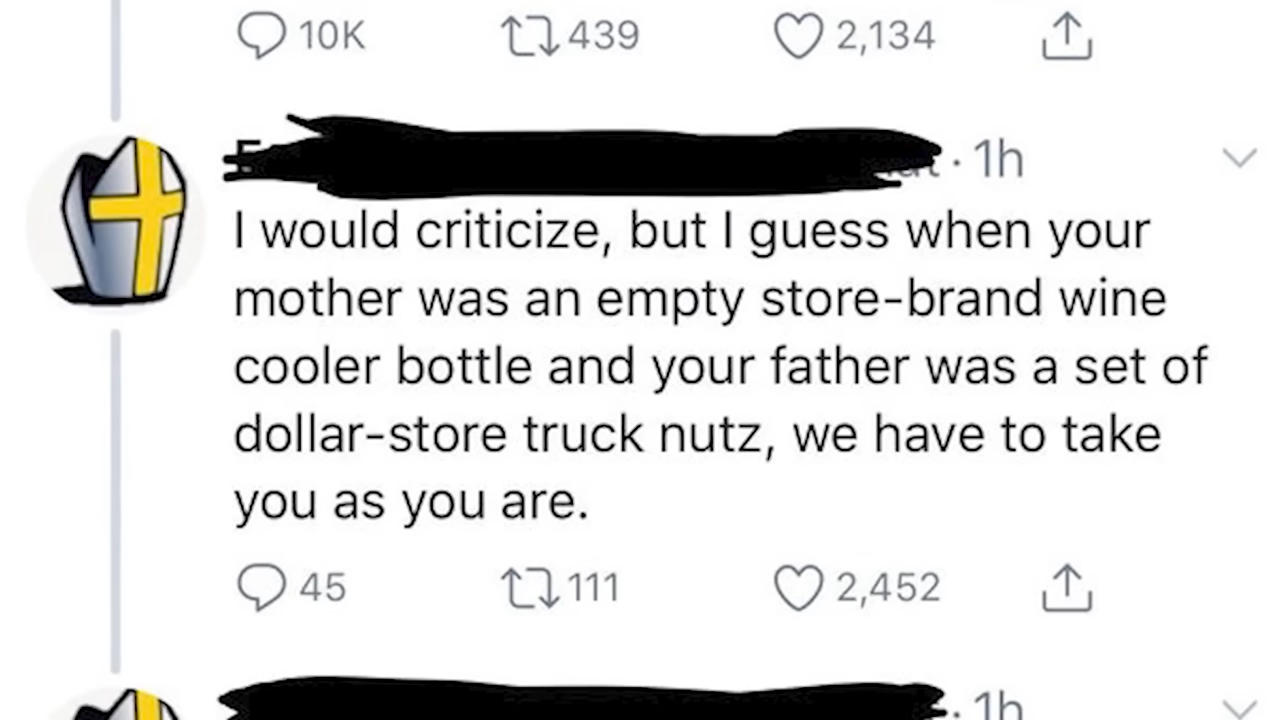 10K 439 2,134
· 1h
I would criticize, but I guess when your
mother was an empty store-brand wine
cooler bottle and your father was a set of
dollar-store truck nutz, we have to take
you as you are.
45 111 2,452
· 1h